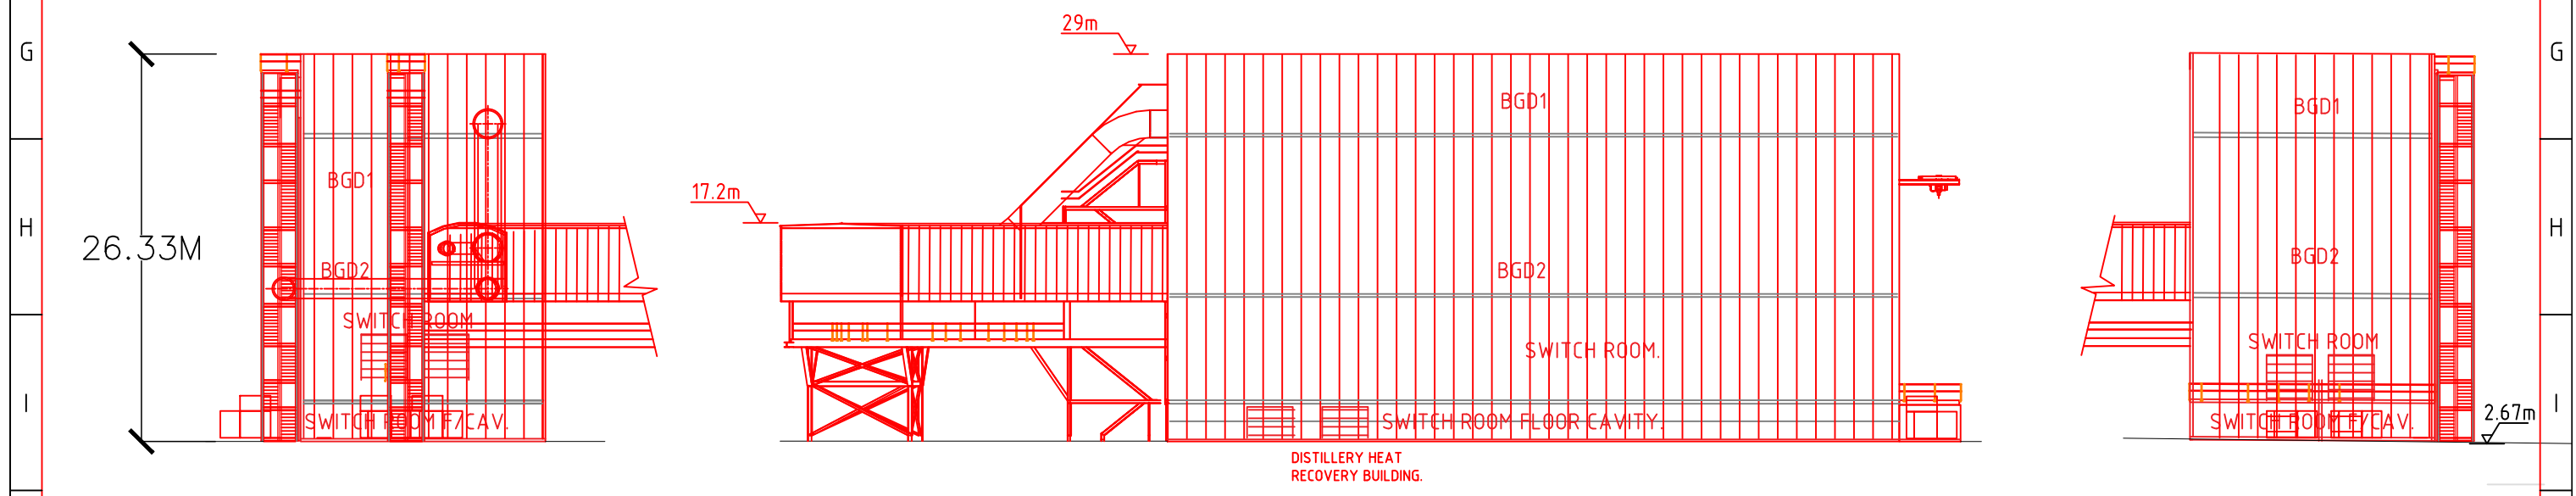 G
H
I
26.33M
BGD1
BGD2
SWITCH ROOM
SWITCH ROOM F/CAV.
29m
17.2m
BGD1
BGD2
SWITCH ROOM.
SWITCH ROOM FLOOR CAVITY.
DISTILLERY HEAT
RECOVERY BUILDING.
BGD1
BGD2
SWITCH ROOM
SWITCH ROOM F/CAV.
2.67m
G
H
I